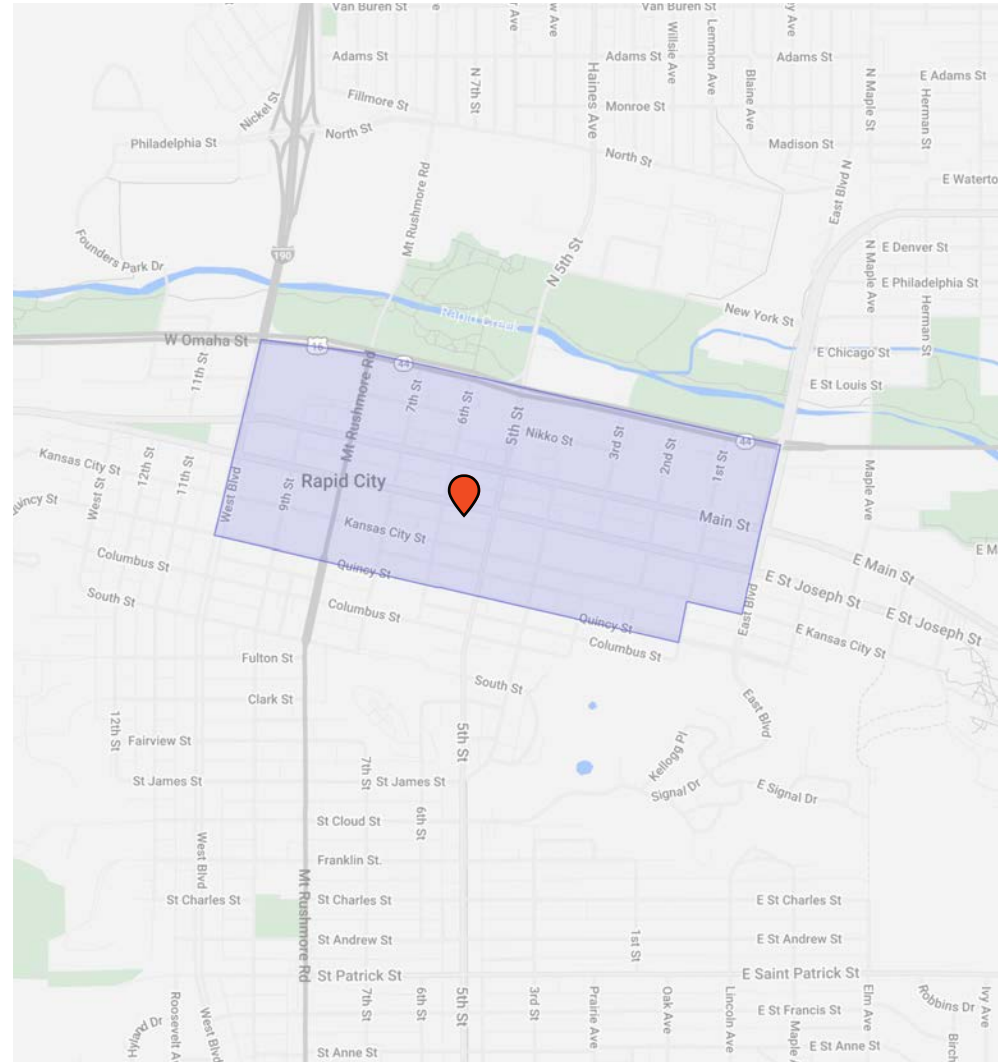 Van Buren St
Van Buren St
Adams St
Adams St
Adams St
E Adams St
N 7th St
Haines Ave
Willsie Ave
Lemmon Ave
Blaine Ave
N Maple St
Herman St
Nickel St
Fillmore St
Monroe St
Philadelphia St
North St
Madison St
North St
E Waterto
Mt Rushmore Rd
East Blvd N
Founders Park Dr
190
N 5th St
N Maple Ave
E Denver St
E Philadelphia St
Herman St
New York St
Rapid Creek
W Omaha St
16
44
E Chicago St
11th St
Mt Rushmore Rd
7th St
6th St
5th St
E St Louis St
Nikko St
3rd St
2nd St
1st St
44
Kansas City St
12th St
11th St
West St
Quincy St
West Blvd
9th St
Rapid City
Maple Ave
Main St
Kansas City St
Columbus St
Quincy St
E Main St
E M
South St
Columbus St
E St Joseph St
East Blvd
E St Joseph St
Quincy St
E Kansas City St
Columbus St
Fulton St
South St
Clark St
East Blvd
12th St
Fairview St
5th St
Kellogg Pl
7th St
St James St
St James St
Signal Dr
E Signal Dr
6th St
St Cloud St
West Blvd
Franklin St.
Mt Rushmore Rd
St Charles St
St Charles St
E St Charles St
St Andrew St
1st St
E St Andrew St
St Patrick St
E Saint Patrick St
Hyland Dr
Roosevelt A
West Blvd
7th St
6th St
5th St
3rd St
Prairie Ave
Oak Ave
Lincoln Ave
Elm Ave
Robbins Dr
Ivy Ave
E St Francis St
Maple
St Anne St
E St Anne St
Birch